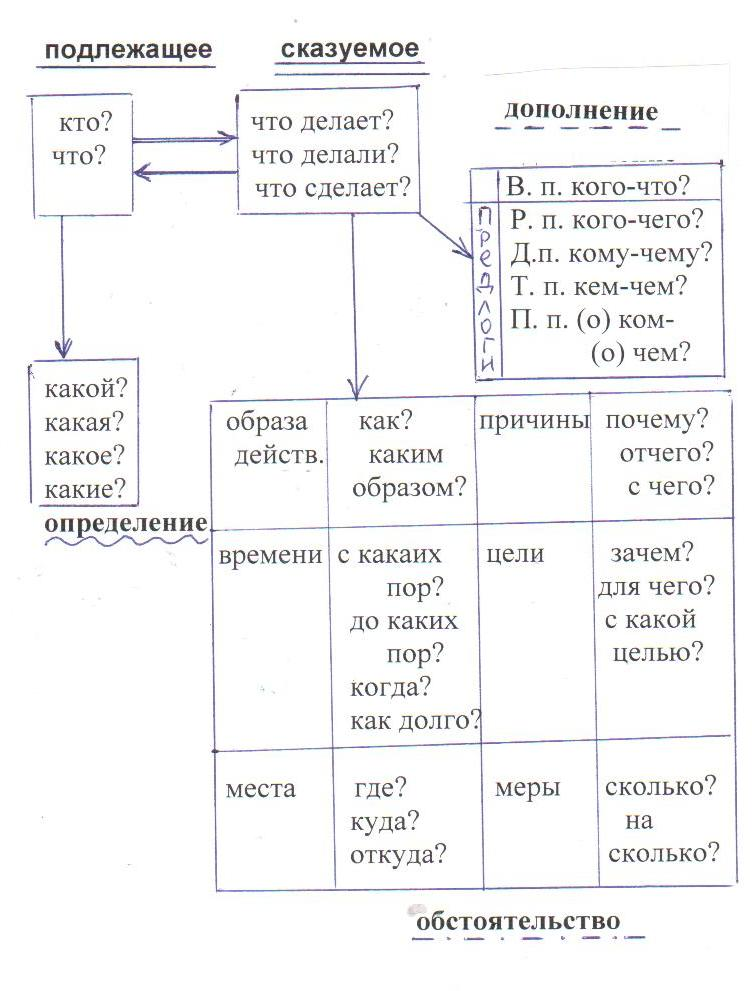 подлежащее
сказуемое
кто?
что?
что делает?
что делали?
что сделает?
дополнение
В. п. кого-что?
предлоги
Р. п. кого-чего?
Д.п. кому-чему?
Т. п. кем-чем?
П. п. (о) ком-
(о) чем?
какой?
какая?
какое?
какие?
определение
образа
действ.
как?
каким
образом?
причины
почему?
отчего?
с чего?
времени
с какаих
пор?
до каких
пор?
когда?
как долго?
цели
зачем?
для чего?
с какой
целью?
места
где?
куда?
откуда?
меры
сколько?
на
сколько?
обстоятельство